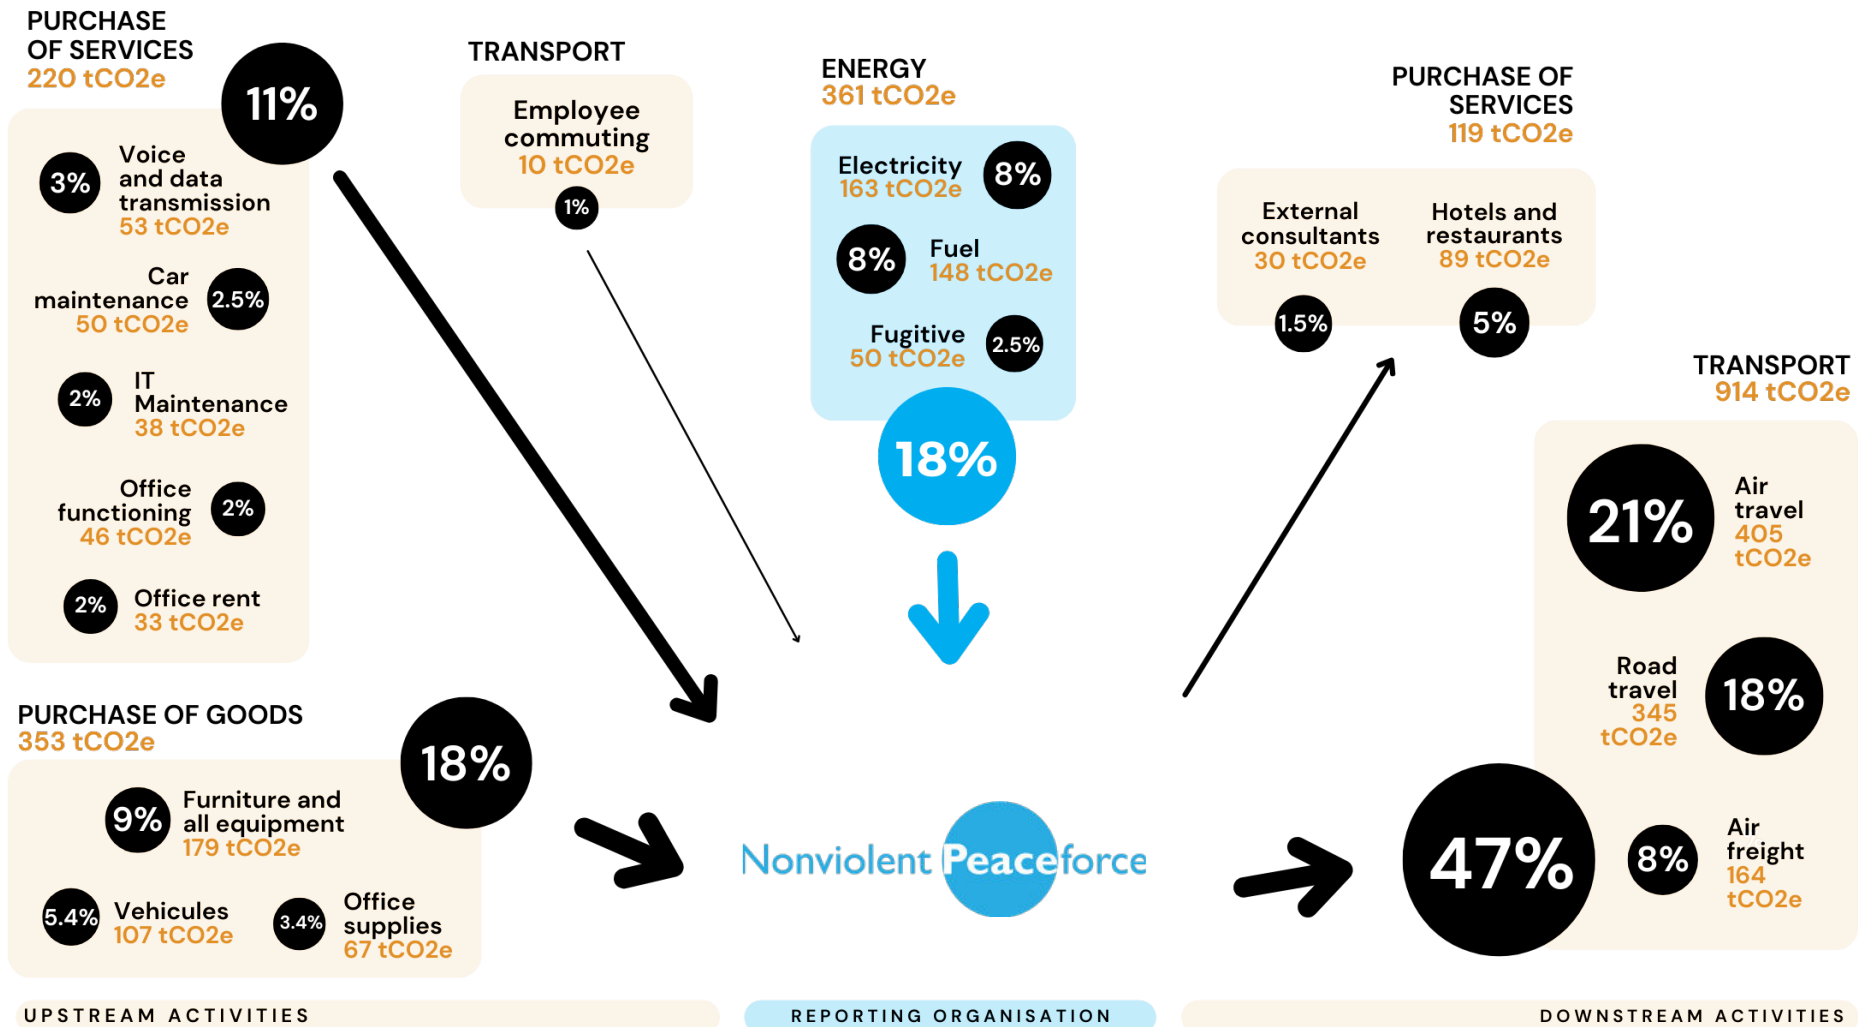 PURCHASE
OF SERVICES
220 tCO2e
11%
3%
Voice
and data
transmission
53 tCO2e
Car
maintenance
50 tCO2e
2.5%
2%
IT
Maintenance
38 tCO2e
Office
functioning
46 tCO2e
2%
2%
Office rent
33 tCO2e
PURCHASE OF GOODS
353 tCO2e
18%
9%
Furniture and
all equipment
179 tCO2e
5.4%
Vehicules
107 tCO2e
3.4%
Office
supplies
67 tCO2e
UPSTREAM ACTIVITIES
TRANSPORT
Employee
commuting
10 tCO2e
1%
ENERGY
361 tCO2e
Electricity
163 tCO2e
8%
8%
Fuel
148 tCO2e
Fugitive
50 tCO2e
2.5%
18%
Nonviolent Peaceforce
REPORTING ORGANISATION
PURCHASE OF
SERVICES
119 tCO2e
External
consultants
30 tCO2e
1.5%
Hotels and
restaurants
89 tCO2e
5%
TRANSPORT
914 tCO2e
21%
Air
travel
405
tCO2e
Road
travel
345
tCO2e
18%
47%
8%
Air
freight
164
tCO2e
DOWNSTREAM ACTIVITIES